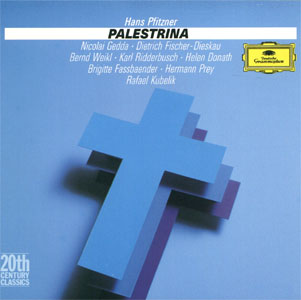 Hans Pfitzner
PALESTRINA
Nicolai Gedda · Dietrich Fischer-Dieskau
Bernd Weikl · Karl Ridderbusch · Helen Donath
Brigitte Fassbaender · Hermann Prey
Rafael Kubelik
Deutsche
Grammophon
20th
CENTURY
CLASSICS